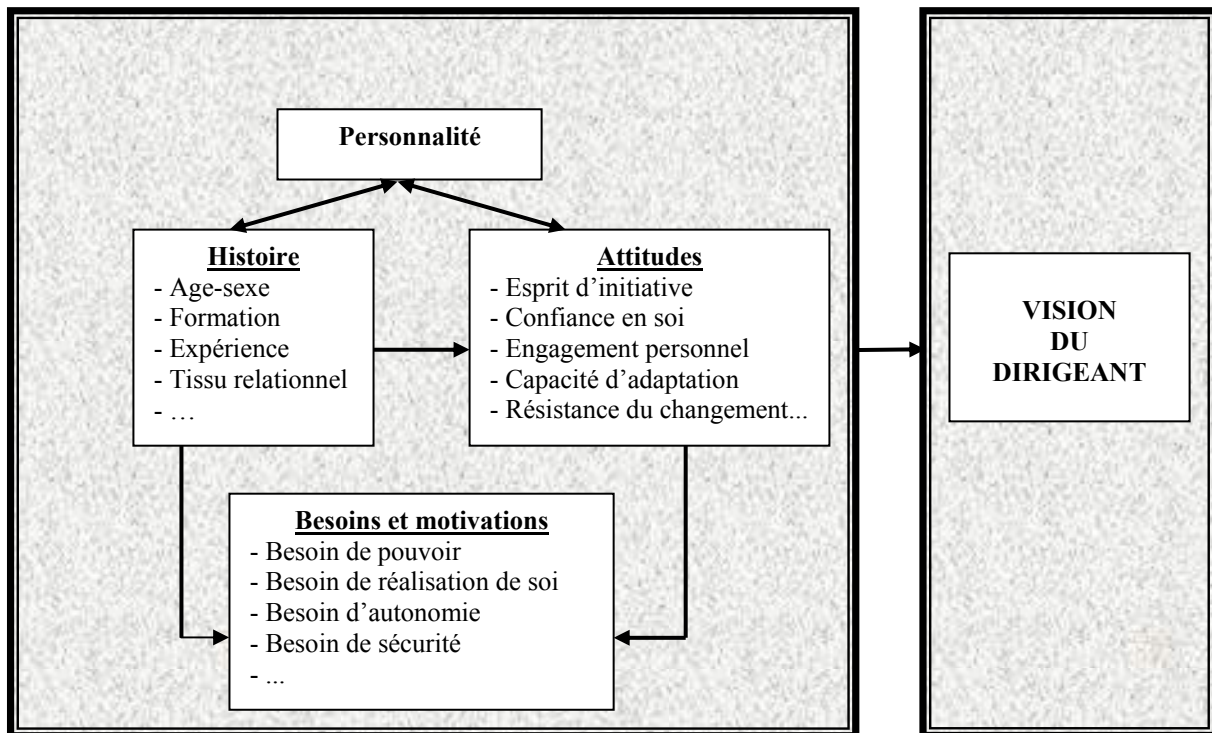 Personnalité
Histoire
- Age-sexe
- Formation
- Expérience
- Tissu relationnel
- …
Attitudes
- Esprit d’initiative
- Confiance en soi
- Engagement personnel
- Capacité d’adaptation
- Résistance du changement...
Besoins et motivations
- Besoin de pouvoir
- Besoin de réalisation de soi
- Besoin d’autonomie
- Besoin de sécurité
- ...
VISION
DU
DIRIGEANT